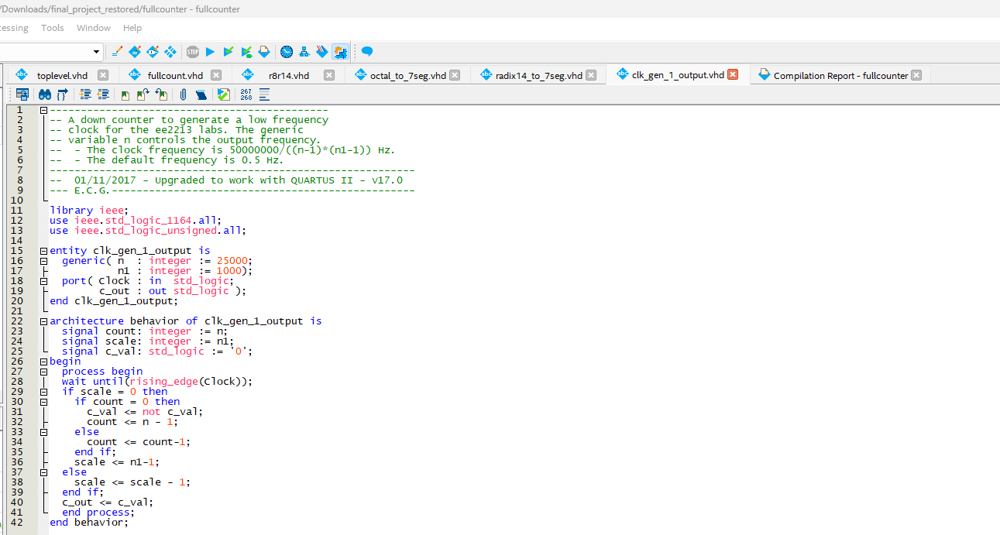 /Downloads/final_project_restored/fullcounter - fullcounter
essing Tools Window Help
STOP
abc toplevel.vhd abc fullcount.vhd abc r8r14.vhd abc octal_to_7seg.vhd abc radix14_to_7seg.vhd abc clk_gen_1_output.vhd Compilation Report - fullcounter
267
268
1 ---------------------------------------------
2 -- A down counter to generate a low frequency
3 -- clock for the ee2213 labs. The generic
4 -- variable n controls the output frequency.
5 --  - The clock frequency is 50000000/((n-1)*(n1-1)) Hz.
6 --  - The default frequency is 0.5 Hz.
7 -----------------------------------------------------------
8 --  01/11/2017 - Upgraded to work with QUARTUS II - v17.0
9 --- E.C.G.-------------------------------------------------
10
11 library ieee;
12 use ieee.std_logic_1164.all;
13 use ieee.std_logic_unsigned.all;
14
15 entity clk_gen_1_output is
16   generic( n  : integer := 25000;
17            n1 : integer := 1000);
18   port( Clock : in  std_logic;
19         c_out : out std_logic );
20 end clk_gen_1_output;
21
22 architecture behavior of clk_gen_1_output is
23   signal count: integer := n;
24   signal scale: integer := n1;
25   signal c_val: std_logic := '0';
26 begin
27   process begin
28   wait until(rising_edge(Clock));
29   if scale = 0 then
30     if count = 0 then
31       c_val <= not c_val;
32       count <= n - 1;
33     else
34       count <= count-1;
35     end if;
36     scale <= n1-1;
37   else
38     scale <= scale - 1;
39   end if;
40   c_out <= c_val;
41   end process;
42 end behavior;